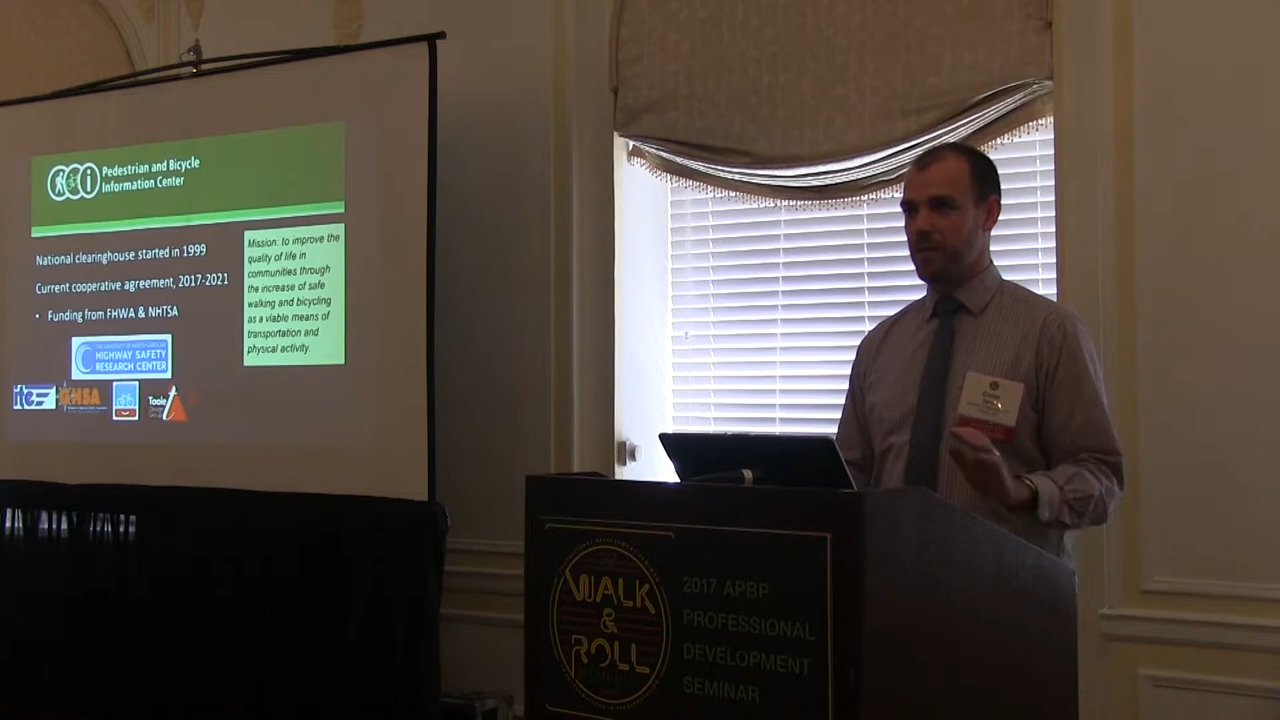 Pedestrian and Bicycle
Information Center
National clearinghouse started in 1999
Current cooperative agreement, 2017-2021
• Funding from FHWA & NHTSA
Mission: to improve the
quality of life in
communities through
the increase of safe
walking and bicycling
as a viable means of
transportation and
physical activity.
HIGHWAY SAFETY
RESEARCH CENTER
ite
GHSA
Toole
WALK
&
ROLL
2017 APBP
PROFESSIONAL
DEVELOPMENT
SEMINAR